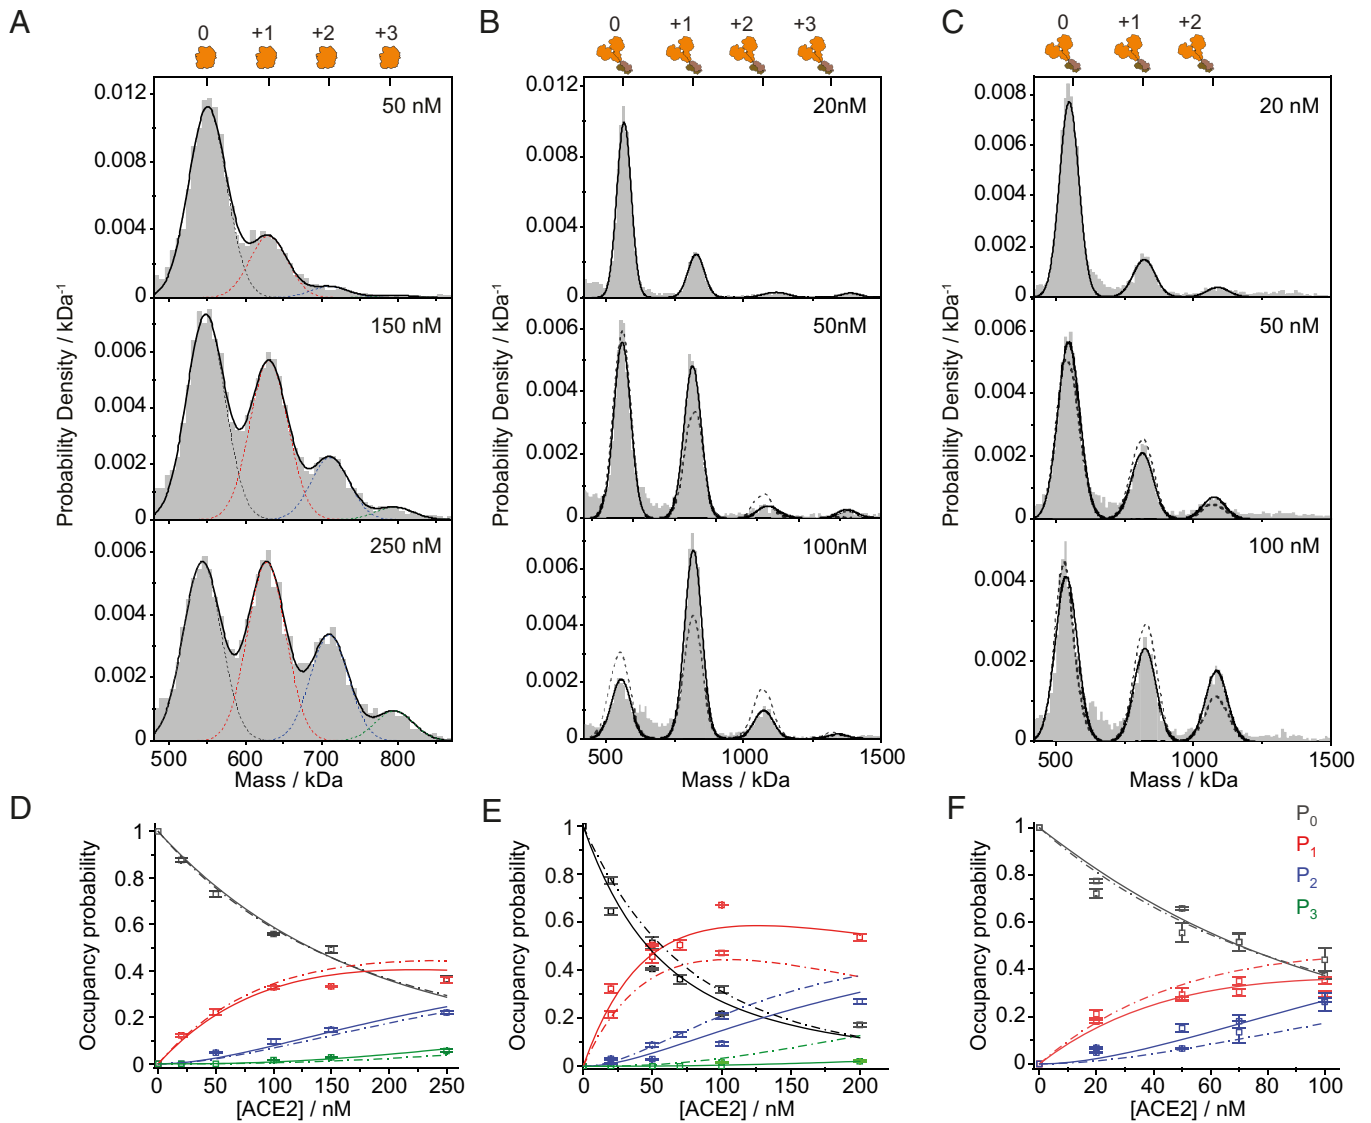 A
0 +1 +2 +3
50 nM
0.012
0.008
0.004
0
150 nM
0.006
0.004
0.002
0
250 nM
0.006
0.004
0.002
0
500 600 700 800
Mass / kDa
Probability Density / kDa-1
B
0 +1 +2 +3
20nM
0.012
0.008
0.004
0
50nM
0.006
0.004
0.002
0
100nM
0.006
0.004
0.002
0
500 1000 1500
Mass / kDa
Probability Density / kDa-1
C
0 +1 +2
20 nM
0.008
0.006
0.004
0.002
0
50 nM
0.006
0.004
0.002
0
100 nM
0.004
0.002
0
500 1000 1500
Mass / kDa
Probability Density / kDa-1
D
1
0.8
0.6
0.4
0.2
0
0 50 100 150 200 250
[ACE2] / nM
Occupancy probability
E
1
0.8
0.6
0.4
0.2
0
0 50 100 150 200
[ACE2] / nM
Occupancy probability
F
P0
P1
P2
P3
1
0.8
0.6
0.4
0.2
0
0 20 40 60 80 100
[ACE2] / nM
Occupancy probability